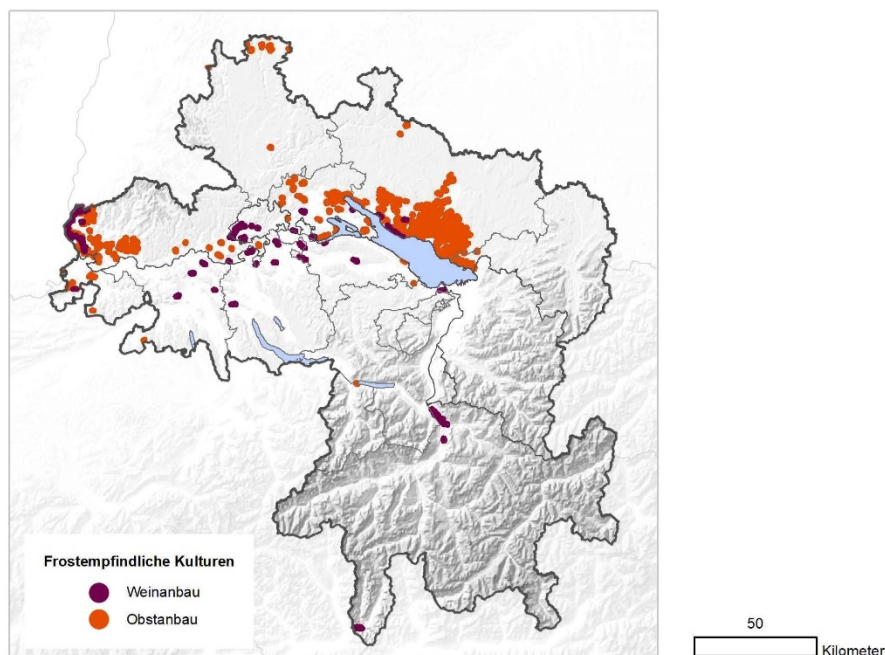 Frostempfindliche Kulturen
Weinanbau
Obstanbau
50
Kilometer